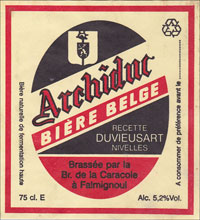 Archiduc
BIÈRE BELGE
RECETTE
DUVIEUSART
NIVELLES
Brassée par la
Br. de la Caracole
à Falmignoul
75 cl. E
Alc. 5,2%Vol.
Bière naturelle de fermentation haute
A consommer de préférence avant le